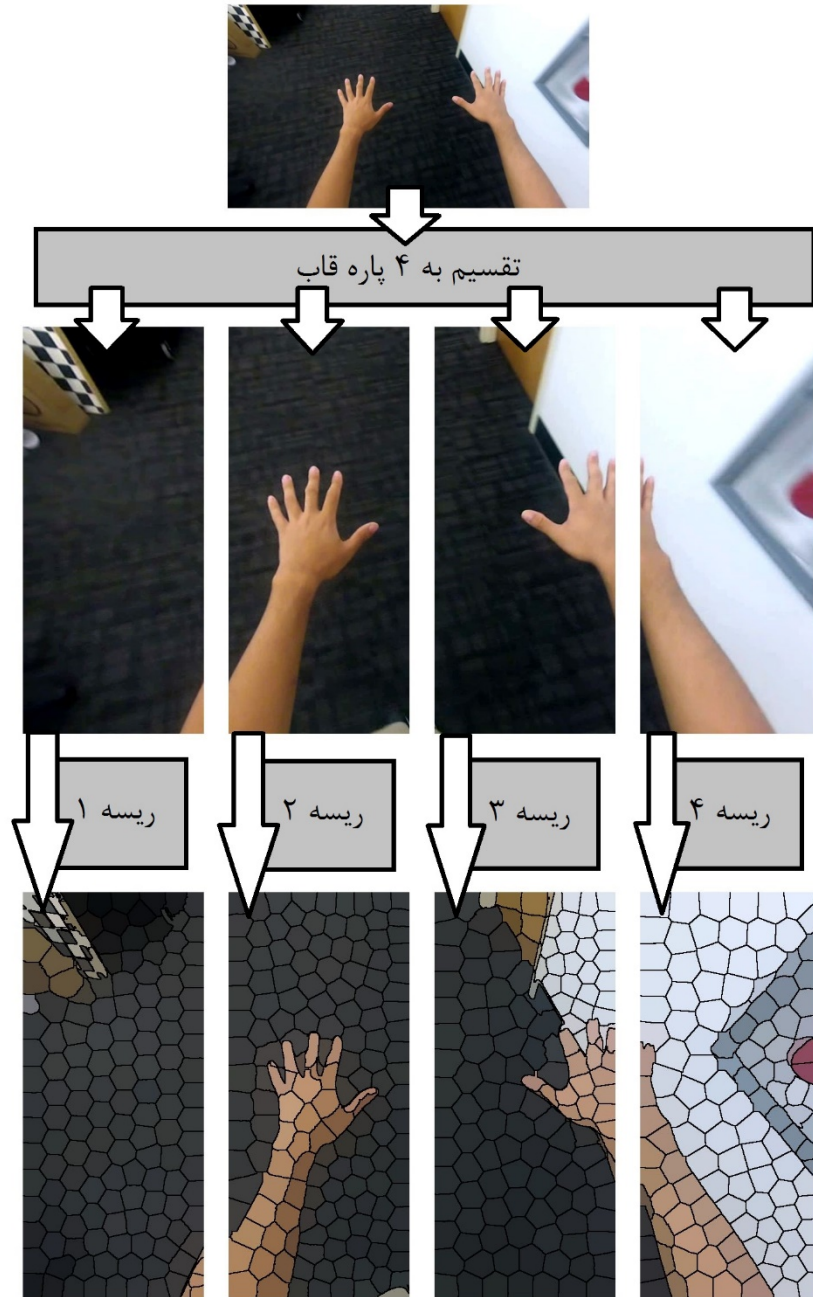 تقسیم به ۴ پاره قاب
ریسه ۱
ریسه ۲
ریسه ۳
ریسه ۴